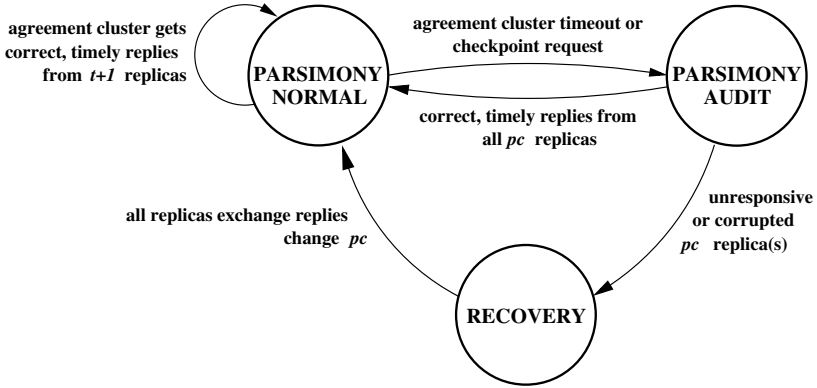 agreement cluster gets
correct, timely replies
from t+1 replicas
PARSIMONY
NORMAL
agreement cluster timeout or
checkpoint request
PARSIMONY
AUDIT
correct, timely replies from
all pc replicas
all replicas exchange replies
change pc
unresponsive
or corrupted
pc replica(s)
RECOVERY